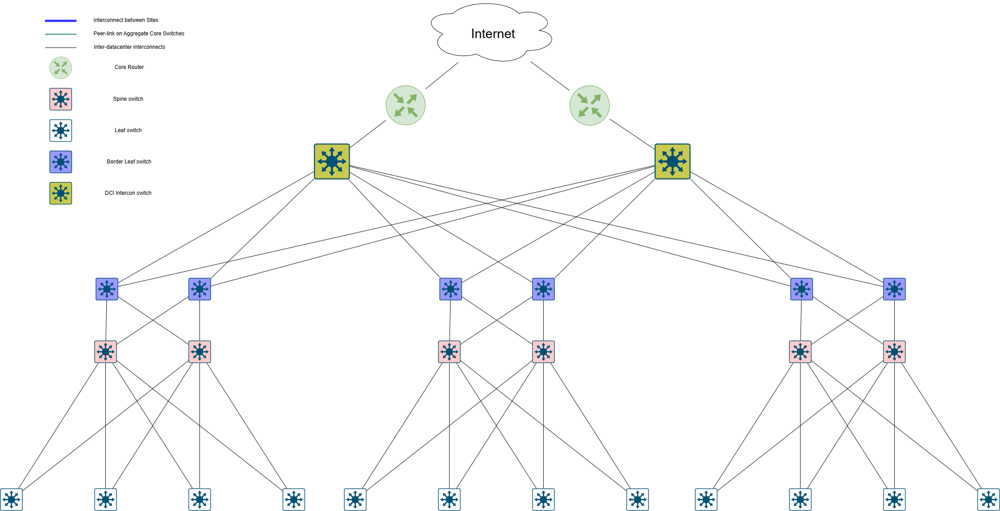 Interconnect between Sites
Internet
Peer-link on Aggregate Core Switches
Inter-datacenter interconnects
Core Router
Spine switch
Leaf switch
Border Leaf switch
DCI Intercon switch